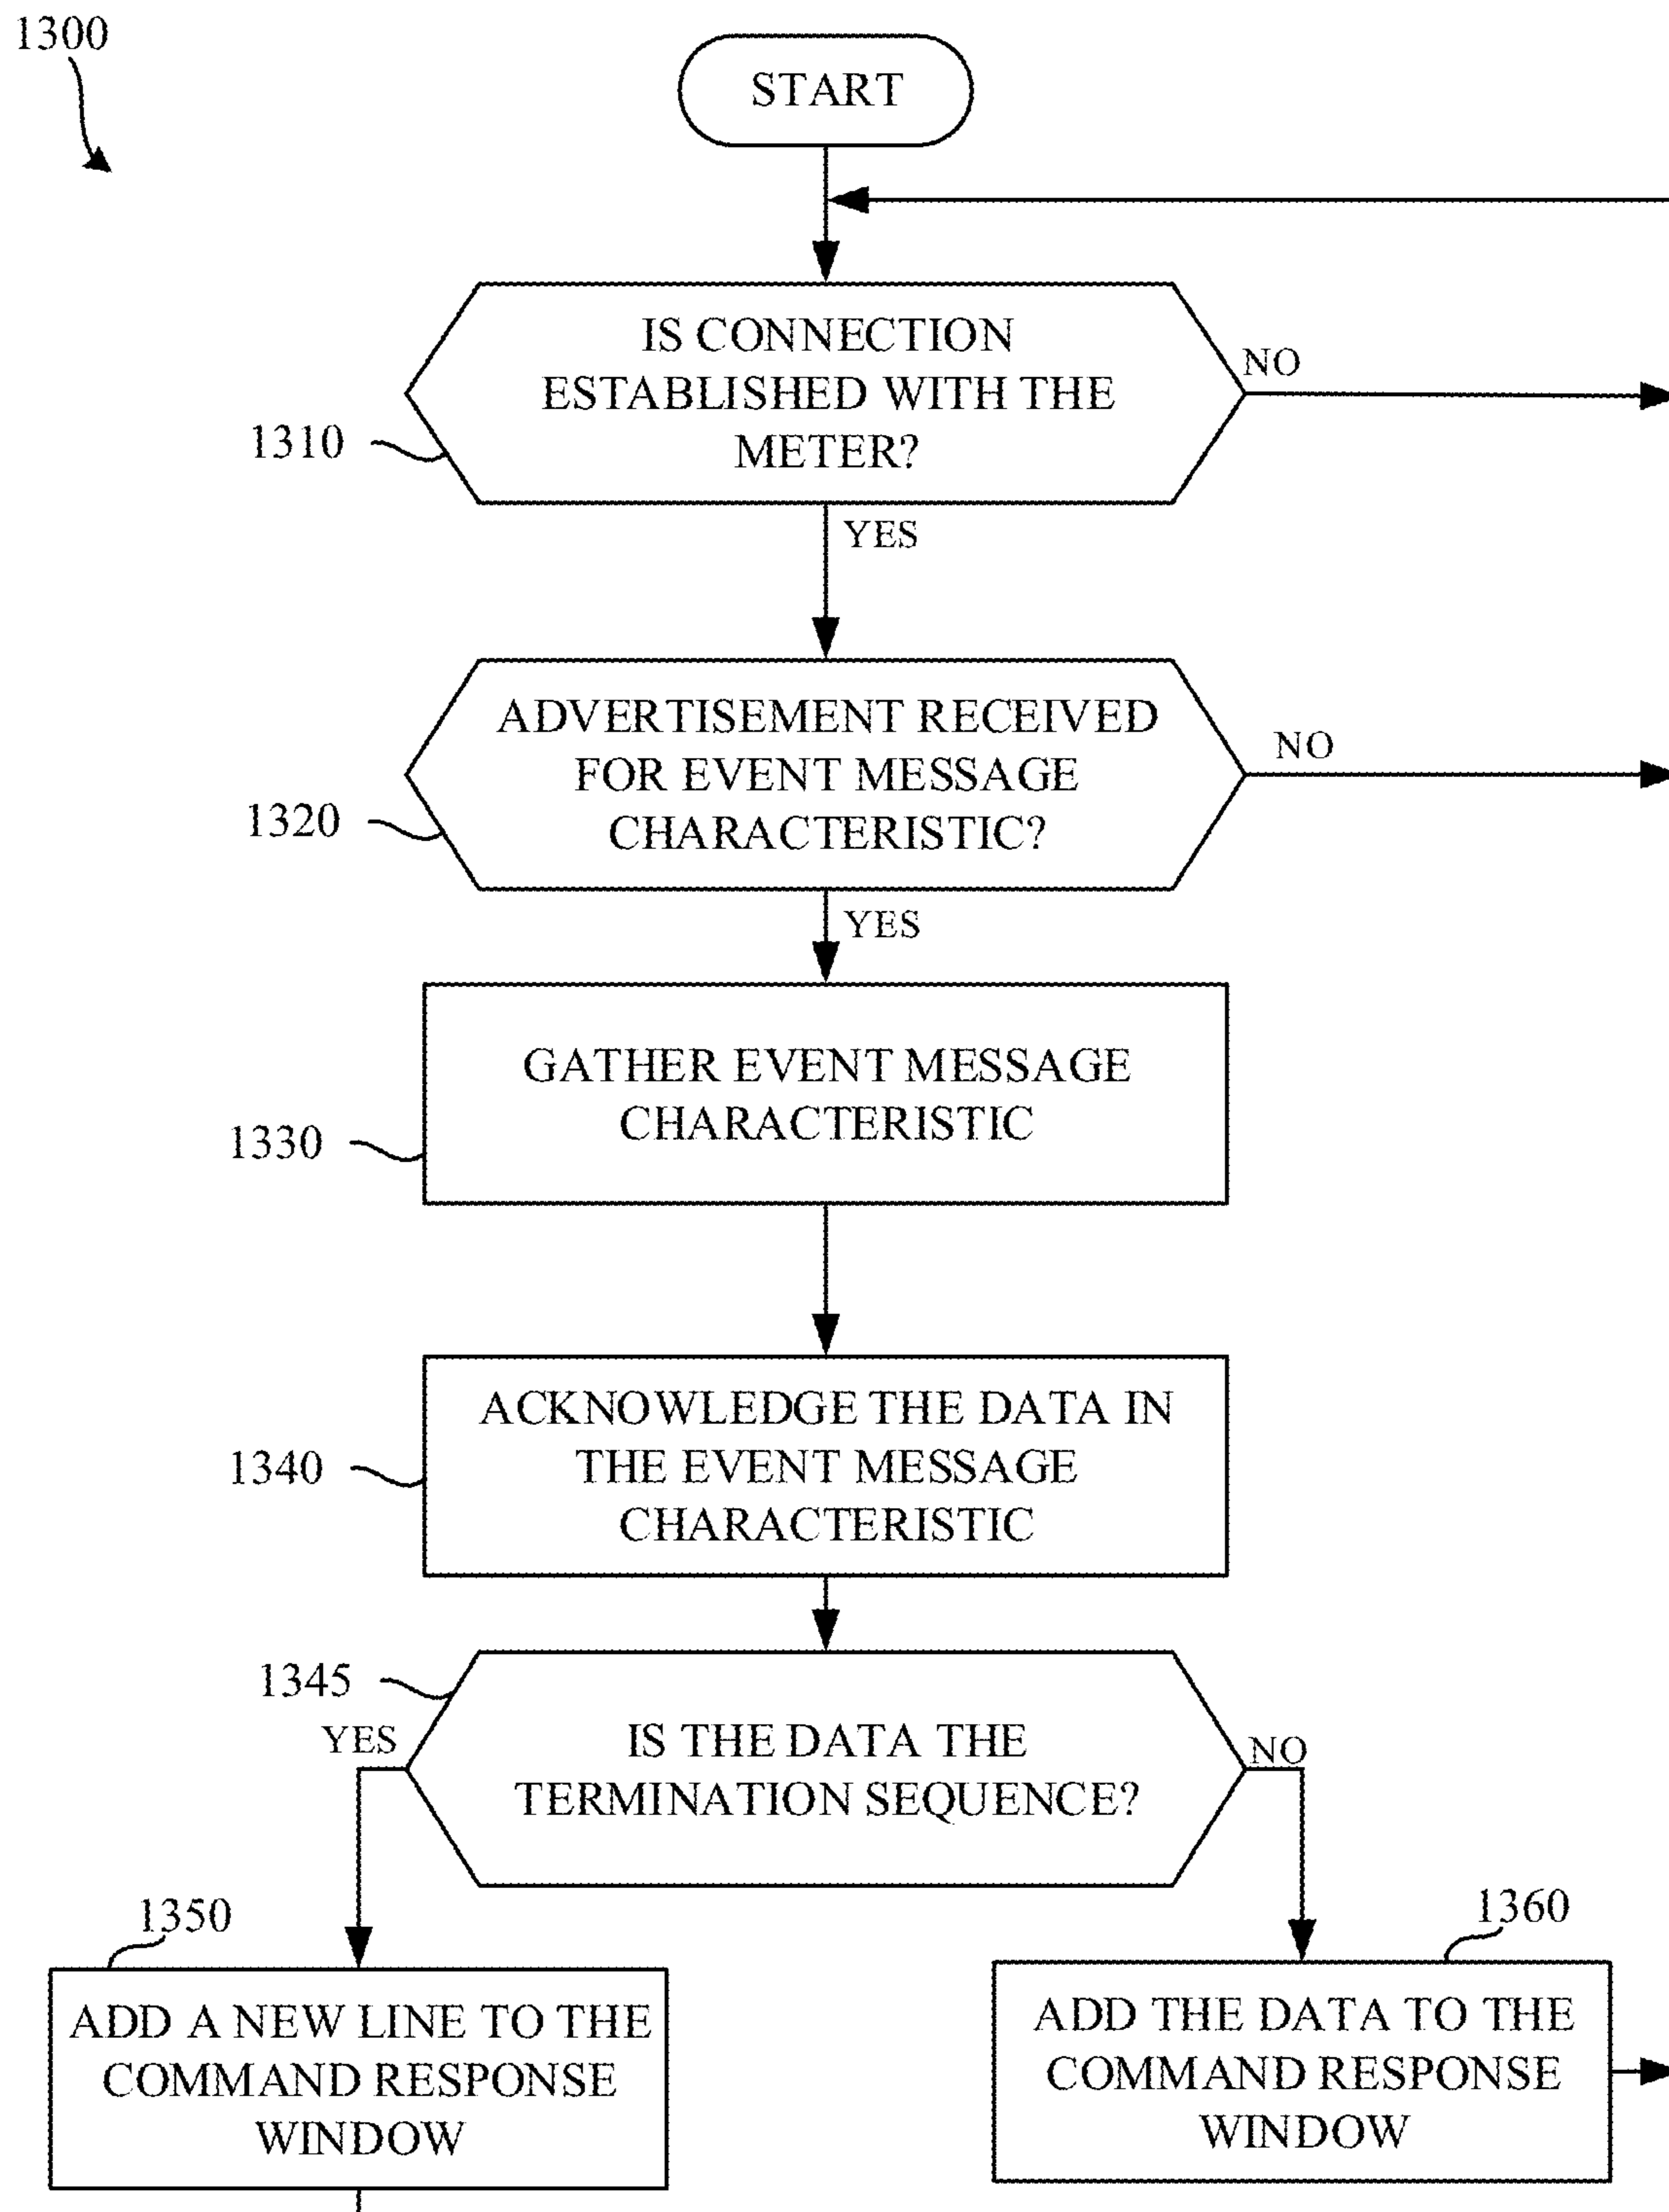 1300
START
IS CONNECTION
ESTABLISHED WITH THE
METER?
NO
1310
YES
ADVERTISEMENT RECEIVED
FOR EVENT MESSAGE
CHARACTERISTIC?
NO
1320
YES
GATHER EVENT MESSAGE
CHARACTERISTIC
1330
ACKNOWLEDGE THE DATA IN
THE EVENT MESSAGE
CHARACTERISTIC
1340
1345
IS THE DATA THE
TERMINATION SEQUENCE?
YES
NO
1350
ADD A NEW LINE TO THE
COMMAND RESPONSE
WINDOW
1360
ADD THE DATA TO THE
COMMAND RESPONSE
WINDOW